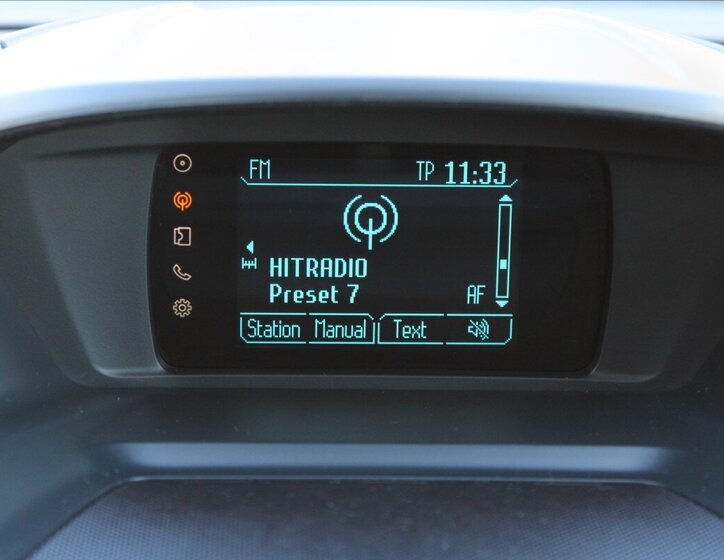 FM TP 11:33
HITRADIO
Preset 7 AF
Station Manual Text